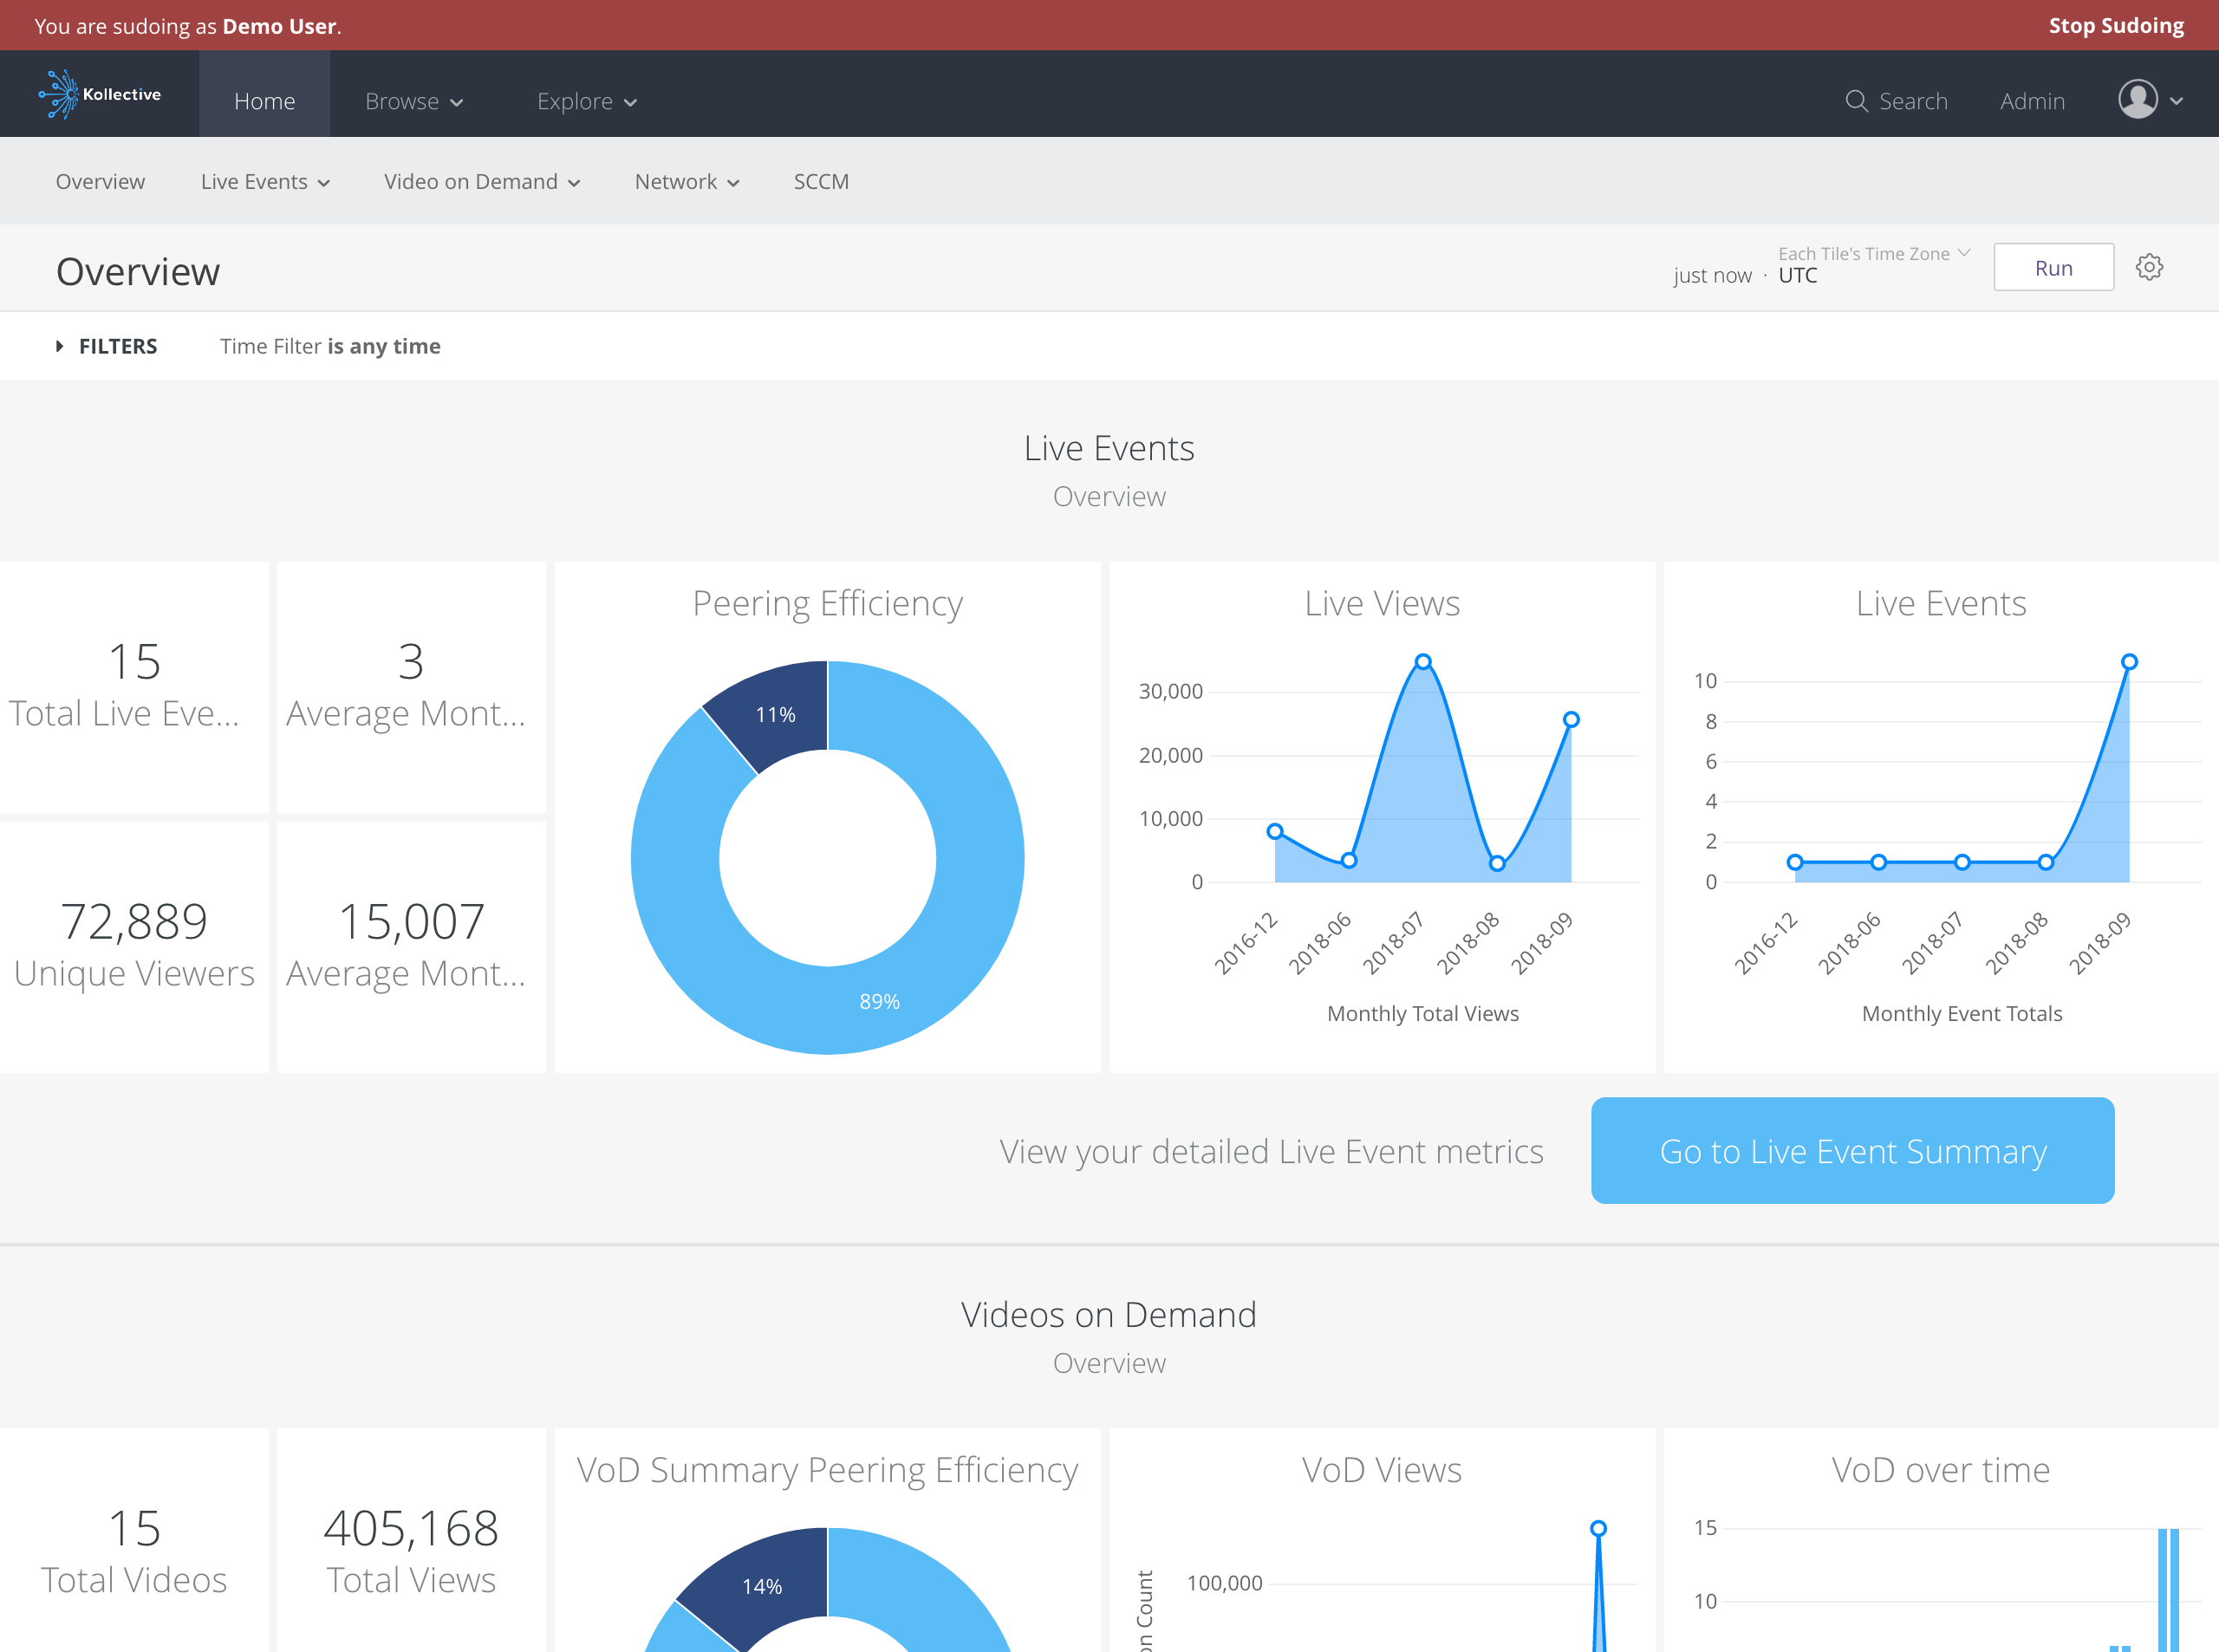 You are sudoing as Demo User.
Stop Sudoing
Kollective
Home
Browse
Explore
Search
Admin
Overview
Live Events
Video on Demand
Network
SCCM
Overview
just now · UTC
Each Tile's Time Zone
Run
FILTERS
Time Filter is any time
Live Events
Overview
15
Total Live Eve...
3
Average Mont...
72,889
Unique Viewers
15,007
Average Mont...
Peering Efficiency
11%
89%
Live Views
30,000
20,000
10,000
0
2016-12
2018-06
2018-07
2018-08
2018-09
Monthly Total Views
Live Events
10
8
6
4
2
0
2016-12
2018-06
2018-07
2018-08
2018-09
Monthly Event Totals
View your detailed Live Event metrics
Go to Live Event Summary
Videos on Demand
Overview
15
Total Videos
405,168
Total Views
VoD Summary Peering Efficiency
14%
VoD Views
100,000
on Count
VoD over time
15
10